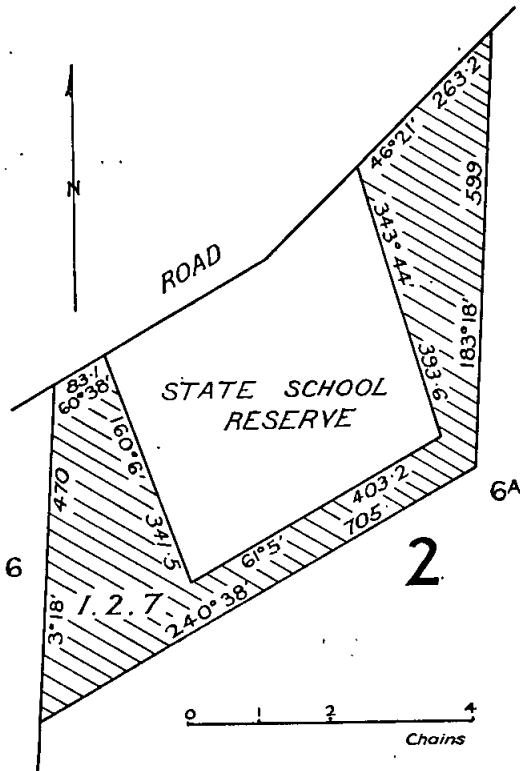 263.2
46°21'
599
N
343°44'
ROAD
183°18'
83.1
60°38'
393.6
STATE SCHOOL
RESERVE
160°6'
403.2
470
341.5
705
6A
61°5'
6
2
1.2.7.
240°38'
3°18'
0 1 2 4
Chains